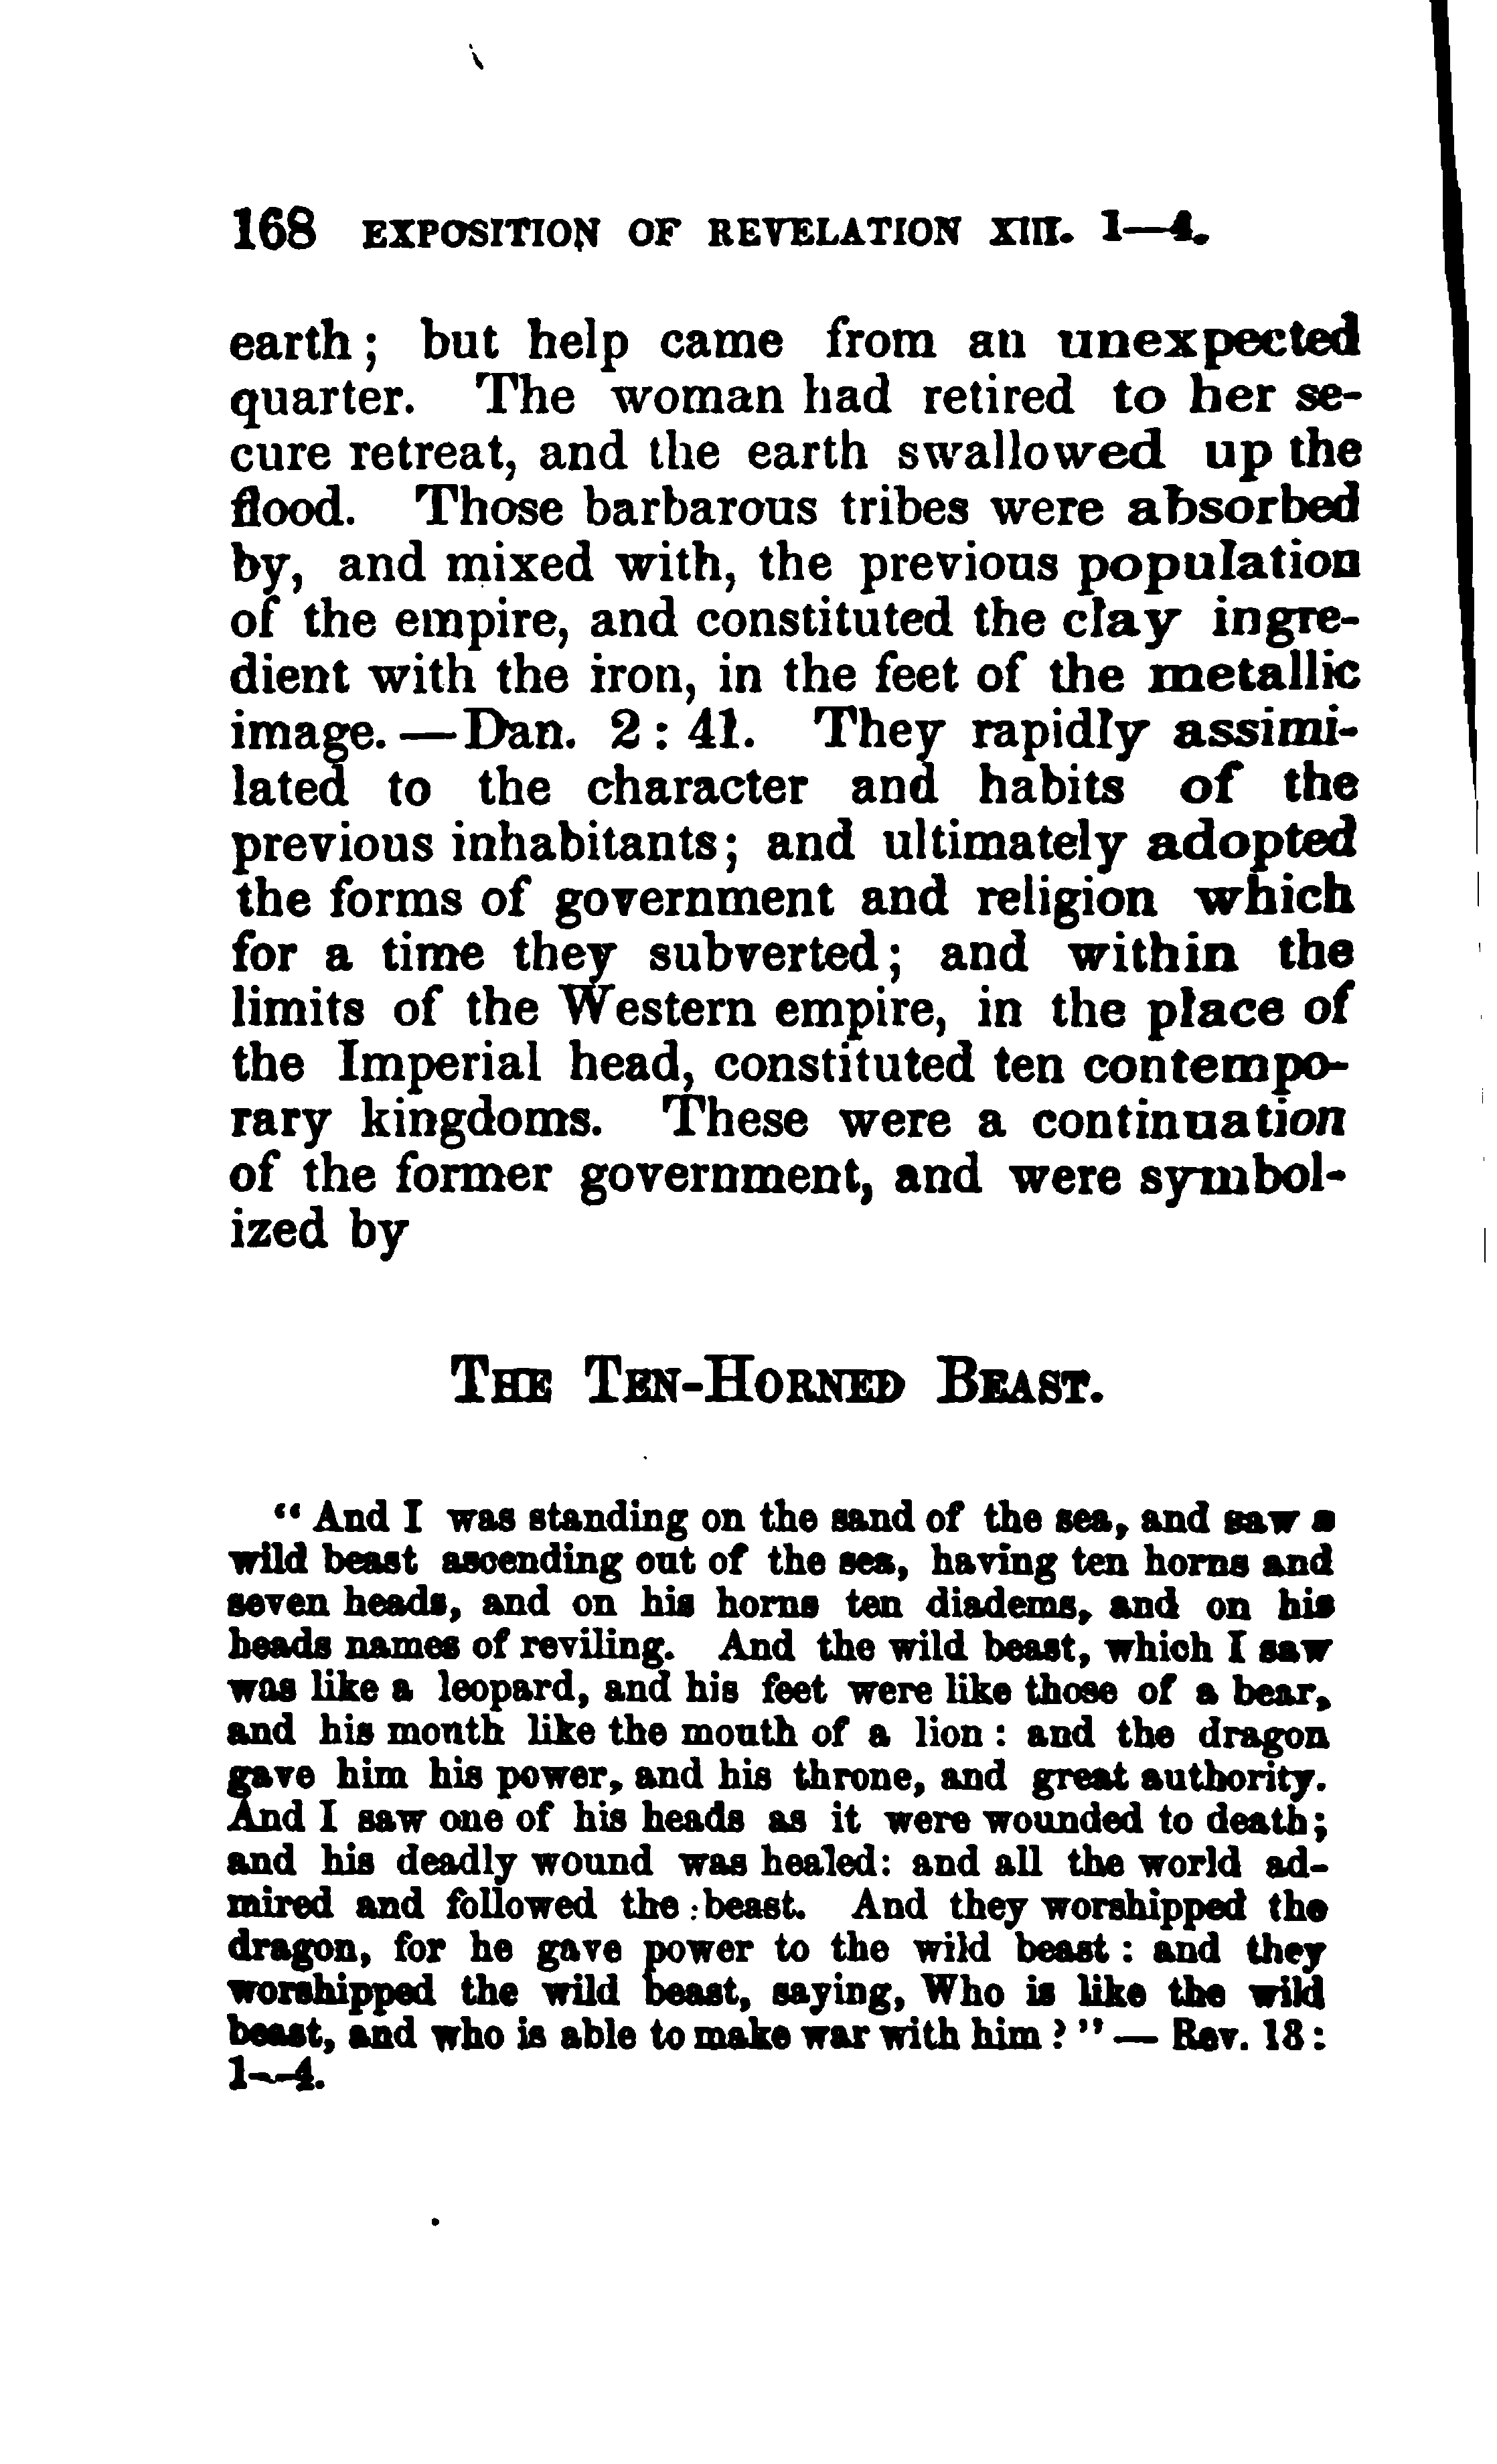 168 EXPOSITION OF REVELATION XIII. 1—4.
earth; but help came from an unexpected
quarter. The woman had retired to her se-
cure retreat, and the earth swallowed up the
flood. Those barbarous tribes were absorbed
by, and mixed with, the previous population
of the empire, and constituted the clay ingre-
dient with the iron, in the feet of the metallic
image. — Dan. 2 : 41. They rapidly assimi-
lated to the character and habits of the
previous inhabitants; and ultimately adopted
the forms of government and religion which
for a time they subverted; and within the
limits of the Western empire, in the place of
the Imperial head, constituted ten contempo-
rary kingdoms. These were a continuation
of the former government, and were symbol-
ized by
THE TEN-HORNED BEAST.
“ And I was standing on the sand of the sea, and saw a
wild beast ascending out of the sea, having ten horns and
seven heads, and on his horns ten diadems, and on his
heads names of reviling. And the wild beast, which I saw
was like a leopard, and his feet were like those of a bear,
and his mouth like the mouth of a lion : and the dragon
gave him his power, and his throne, and great authority.
And I saw one of his heads as it were wounded to death;
and his deadly wound was healed: and all the world ad-
mired and followed the beast. And they worshipped the
dragon, for he gave power to the wild beast : and they
worshipped the wild beast, saying, Who is like the wild
beast, and who is able to make war with him ? ” — Rev. 13 :
1—4.